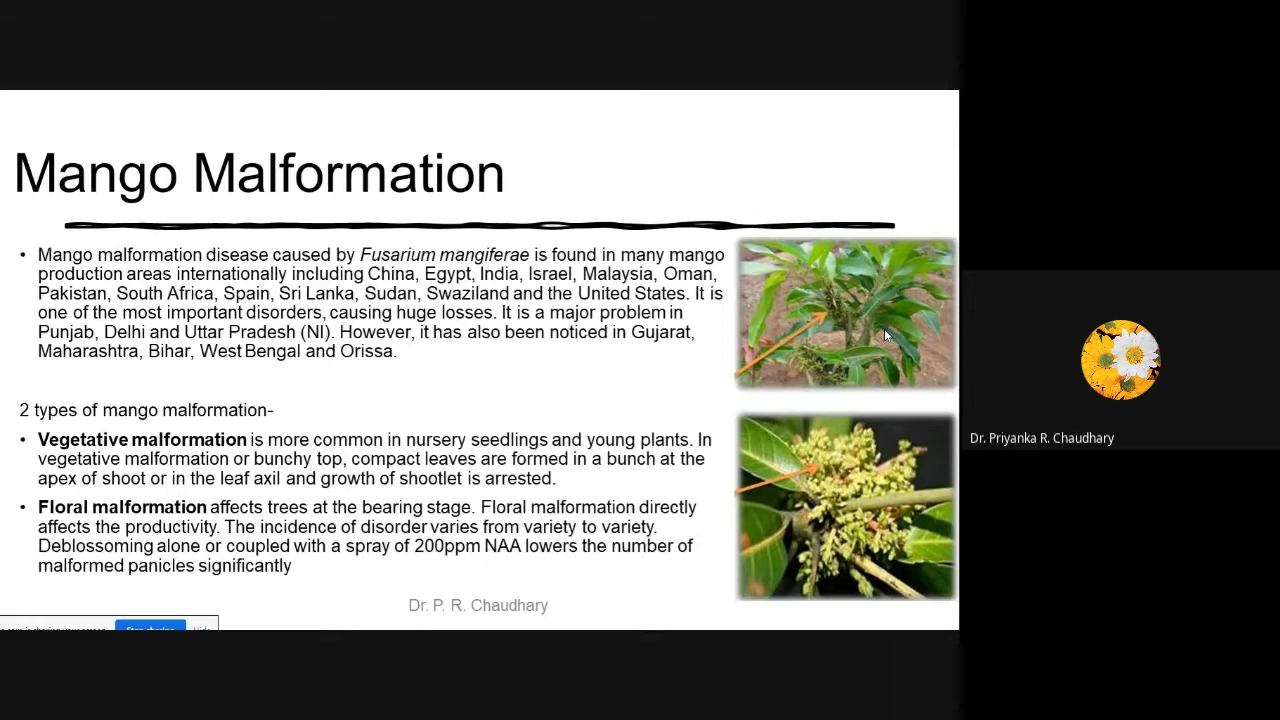 Mango Malformation
• Mango malformation disease caused by Fusarium mangiferae is found in many mango
production areas internationally including China, Egypt, India, Israel, Malaysia, Oman,
Pakistan, South Africa, Spain, Sri Lanka, Sudan, Swaziland and the United States. It is
one of the most important disorders, causing huge losses. It is a major problem in
Punjab, Delhi and Uttar Pradesh (NI). However, it has also been noticed in Gujarat,
Maharashtra, Bihar, West Bengal and Orissa.
2 types of mango malformation-
• Vegetative malformation is more common in nursery seedlings and young plants. In
vegetative malformation or bunchy top, compact leaves are formed in a bunch at the
apex of shoot or in the leaf axil and growth of shootlet is arrested.
• Floral malformation affects trees at the bearing stage. Floral malformation directly
affects the productivity. The incidence of disorder varies from variety to variety.
Deblossoming alone or coupled with a spray of 200ppm NAA lowers the number of
malformed panicles significantly
Dr. P. R. Chaudhary
Dr. Priyanka R. Chaudhary